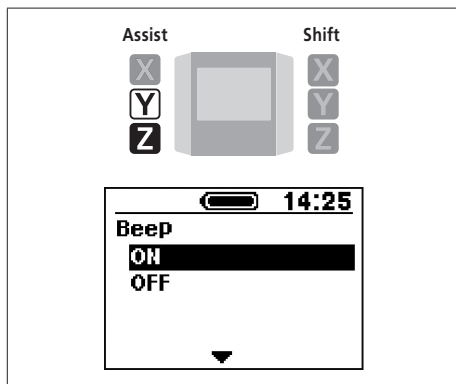 Assist Shift
X X
Y Y
Z Z
14:25
Beep
ON
OFF